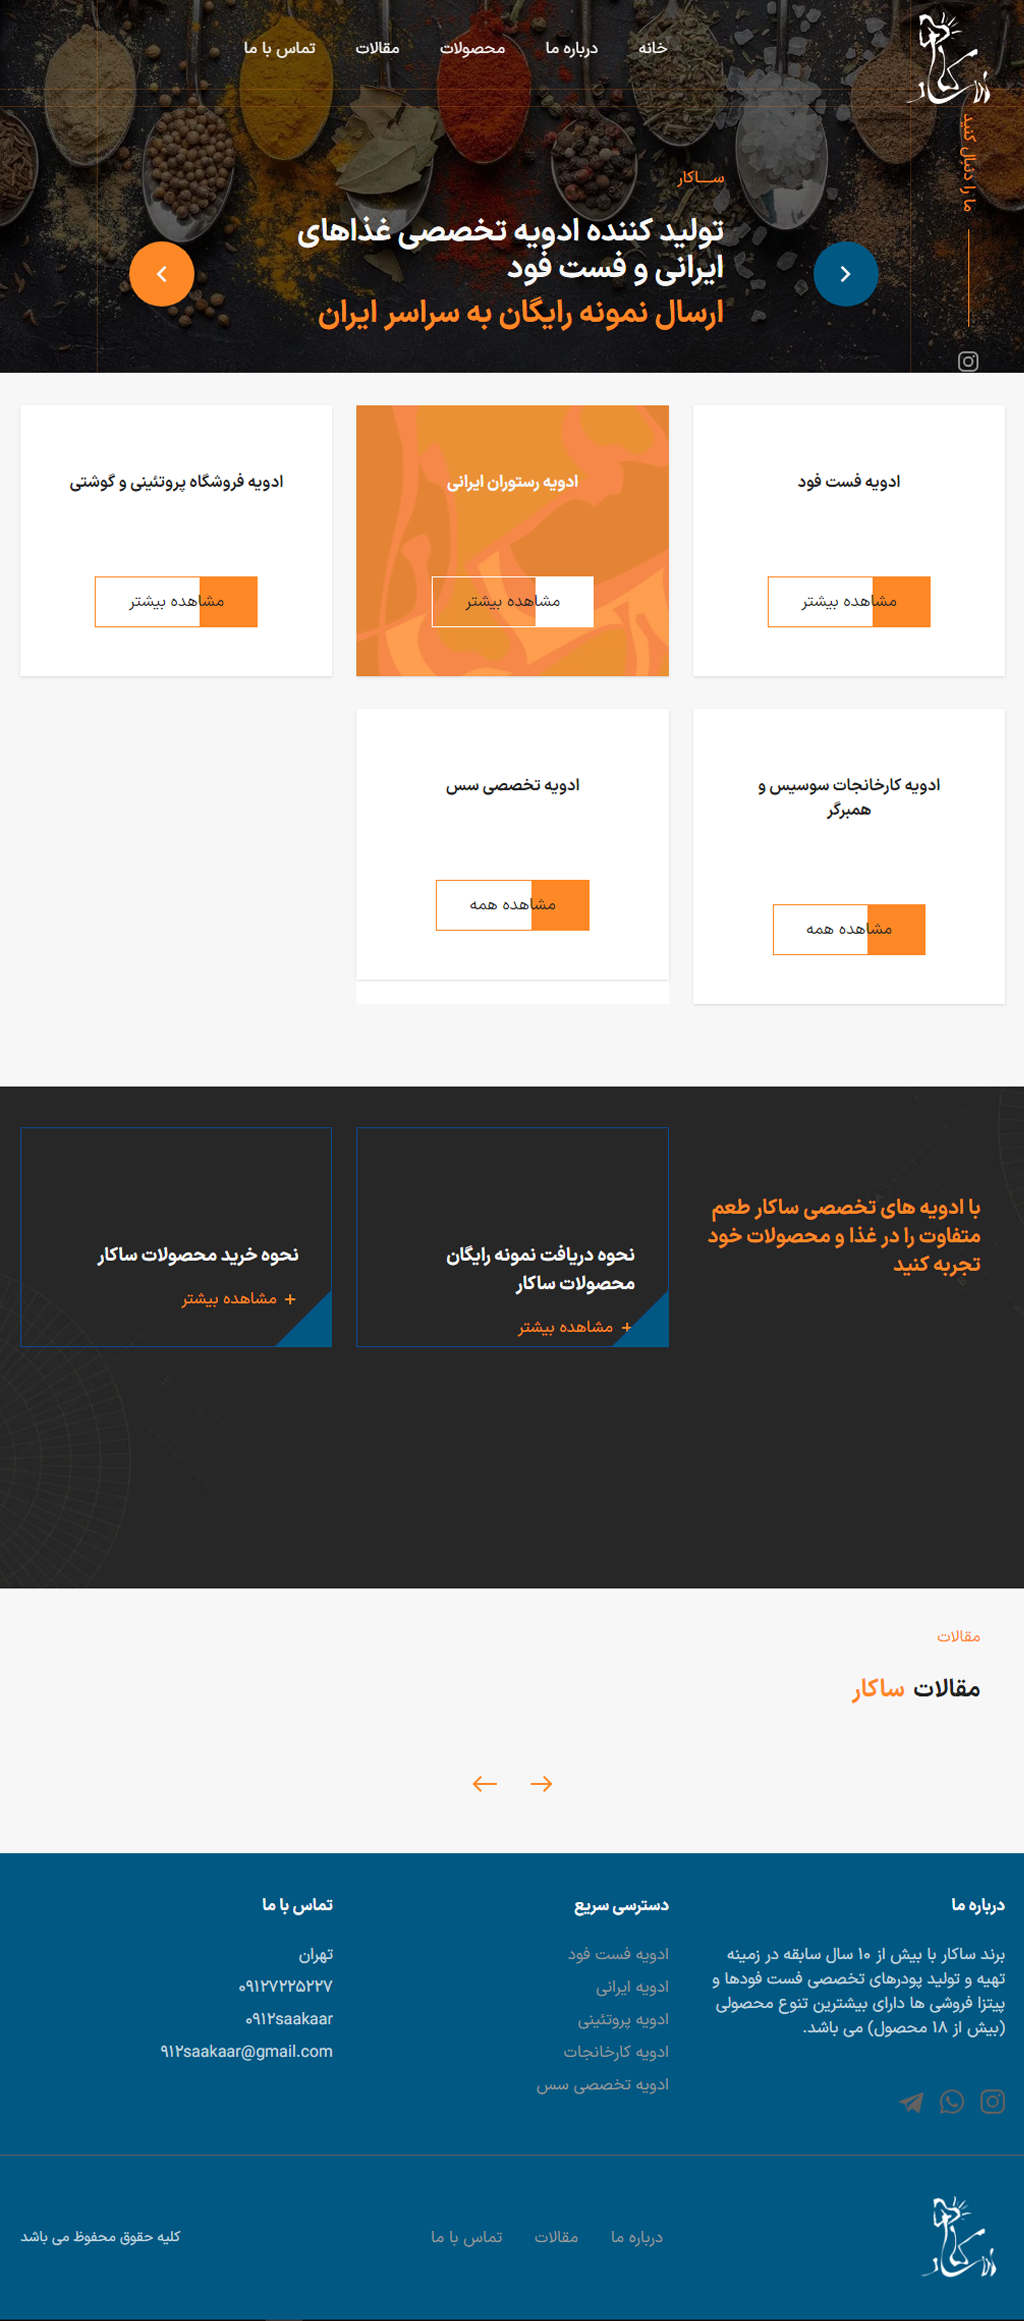 خانه
درباره ما
محصولات
مقالات
تماس با ما
ما را دنبال کنید
ســـاکار
تولید کننده ادویه تخصصی غذاهای
ایرانی و فست فود
ارسال نمونه رایگان به سراسر ایران
ادویه فست فود
مشاهده بیشتر
ادویه رستوران ایرانی
مشاهده بیشتر
ادویه فروشگاه پروتئینی و گوشتی
مشاهده بیشتر
ادویه کارخانجات سوسیس و
همبرگر
مشاهده همه
ادویه تخصصی سس
مشاهده همه
با ادویه های تخصصی ساکار طعم
متفاوت را در غذا و محصولات خود
تجربه کنید
نحوه دریافت نمونه رایگان
محصولات ساکار
+ مشاهده بیشتر
نحوه خرید محصولات ساکار
+ مشاهده بیشتر
مقالات
مقالات ساکار
درباره ما
برند ساکار با بیش از ۱۰ سال سابقه در زمینه
تهیه و تولید پودرهای تخصصی فست فودها و
پیتزا فروشی ها دارای بیشترین تنوع محصولی
(بیش از ۱۸ محصول) می باشد.
دسترسی سریع
ادویه فست فود
ادویه ایرانی
ادویه پروتئینی
ادویه کارخانجات
ادویه تخصصی سس
تماس با ما
تهران
۰۹۱۲۷۲۲۵۲۲۷
۰۹۱۲saakaar
۹۱۲saakaar@gmail.com
درباره ما
مقالات
تماس با ما
کلیه حقوق محفوظ می باشد